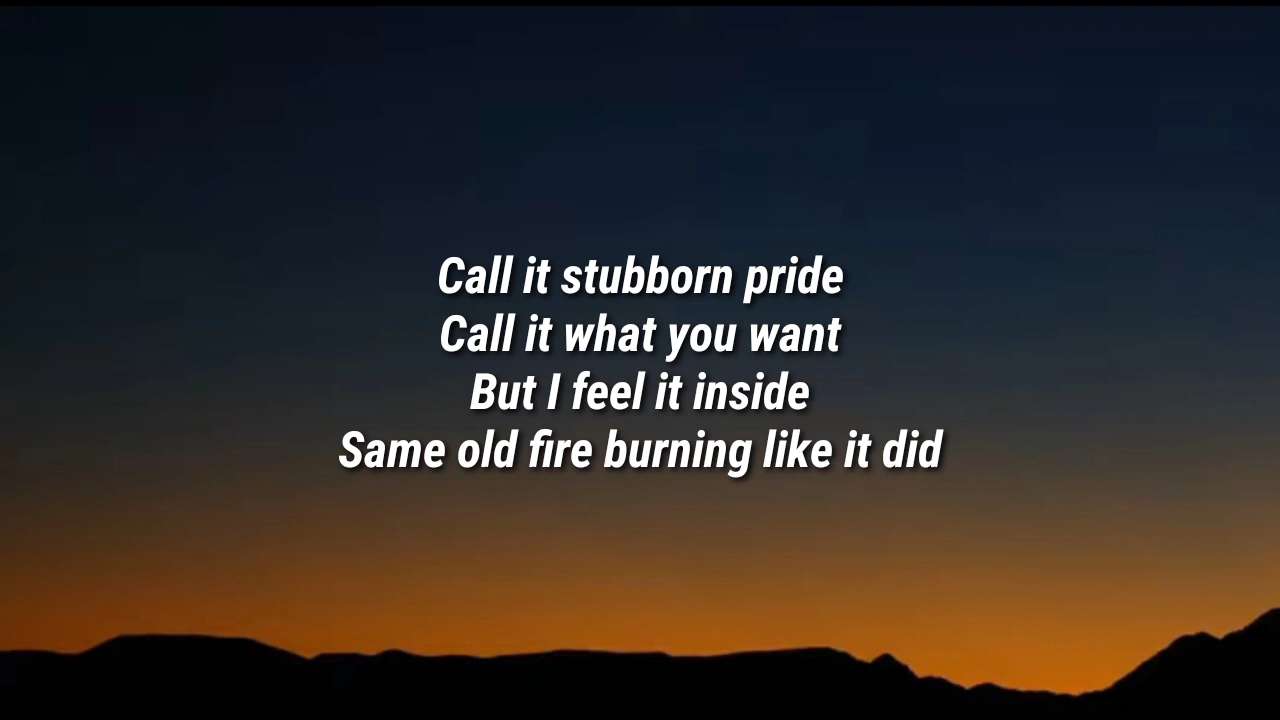 Call it stubborn pride
Call it what you want
But I feel it inside
Same old fire burning like it did